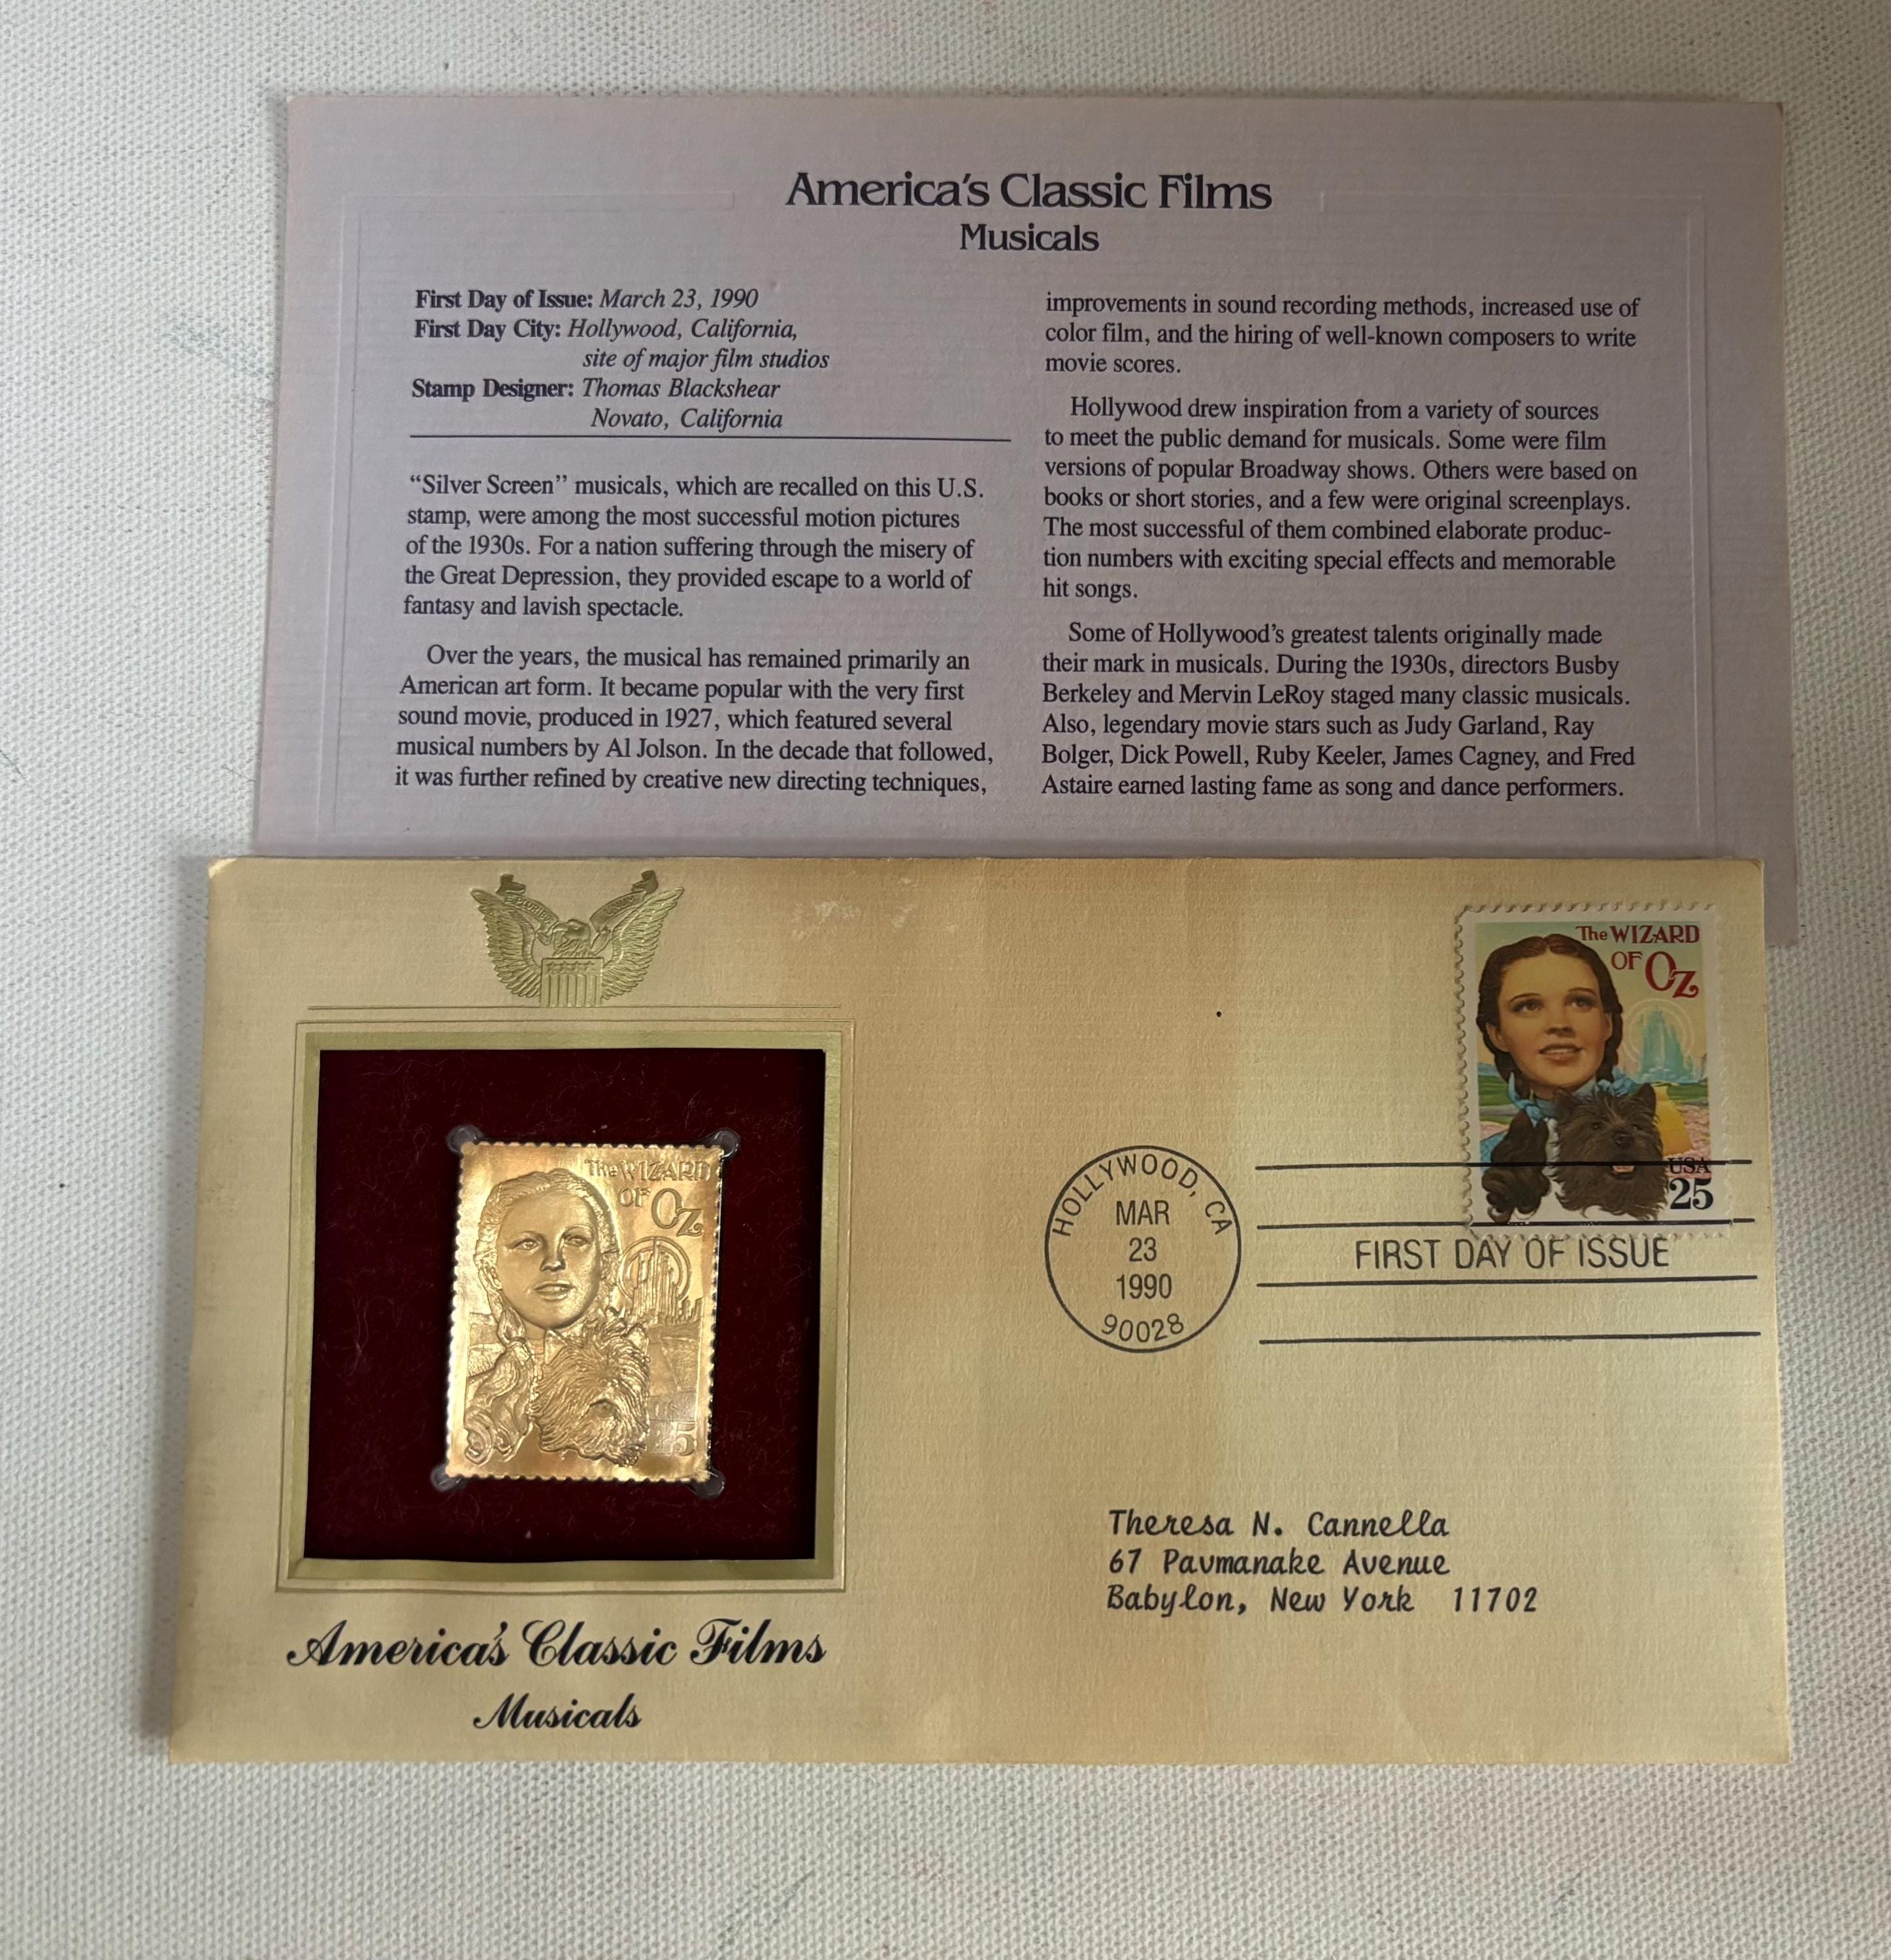 America's Classic Films
Musicals
First Day of Issue: March 23, 1990
First Day City: Hollywood, California,
site of major film studios
Stamp Designer: Thomas Blackshear
Novato, California
“Silver Screen” musicals, which are recalled on this U.S.
stamp, were among the most successful motion pictures
of the 1930s. For a nation suffering through the misery of
the Great Depression, they provided escape to a world of
fantasy and lavish spectacle.
Over the years, the musical has remained primarily an
American art form. It became popular with the very first
sound movie, produced in 1927, which featured several
musical numbers by Al Jolson. In the decade that followed,
it was further refined by creative new directing techniques,
improvements in sound recording methods, increased use of
color film, and the hiring of well-known composers to write
movie scores.
Hollywood drew inspiration from a variety of sources
to meet the public demand for musicals. Some were film
versions of popular Broadway shows. Others were based on
books or short stories, and a few were original screenplays.
The most successful of them combined elaborate produc-
tion numbers with exciting special effects and memorable
hit songs.
Some of Hollywood's greatest talents originally made
their mark in musicals. During the 1930s, directors Busby
Berkeley and Mervin LeRoy staged many classic musicals.
Also, legendary movie stars such as Judy Garland, Ray
Bolger, Dick Powell, Ruby Keeler, James Cagney, and Fred
Astaire earned lasting fame as song and dance performers.
The WIZARD
OF Oz
USA
25
The WIZARD
OF Oz
HOLLYWOOD, CA
MAR
23
1990
90028
FIRST DAY OF ISSUE
Theresa N. Cannella
67 Paumanake Avenue
Babylon, New York 11702
America's Classic Films
Musicals